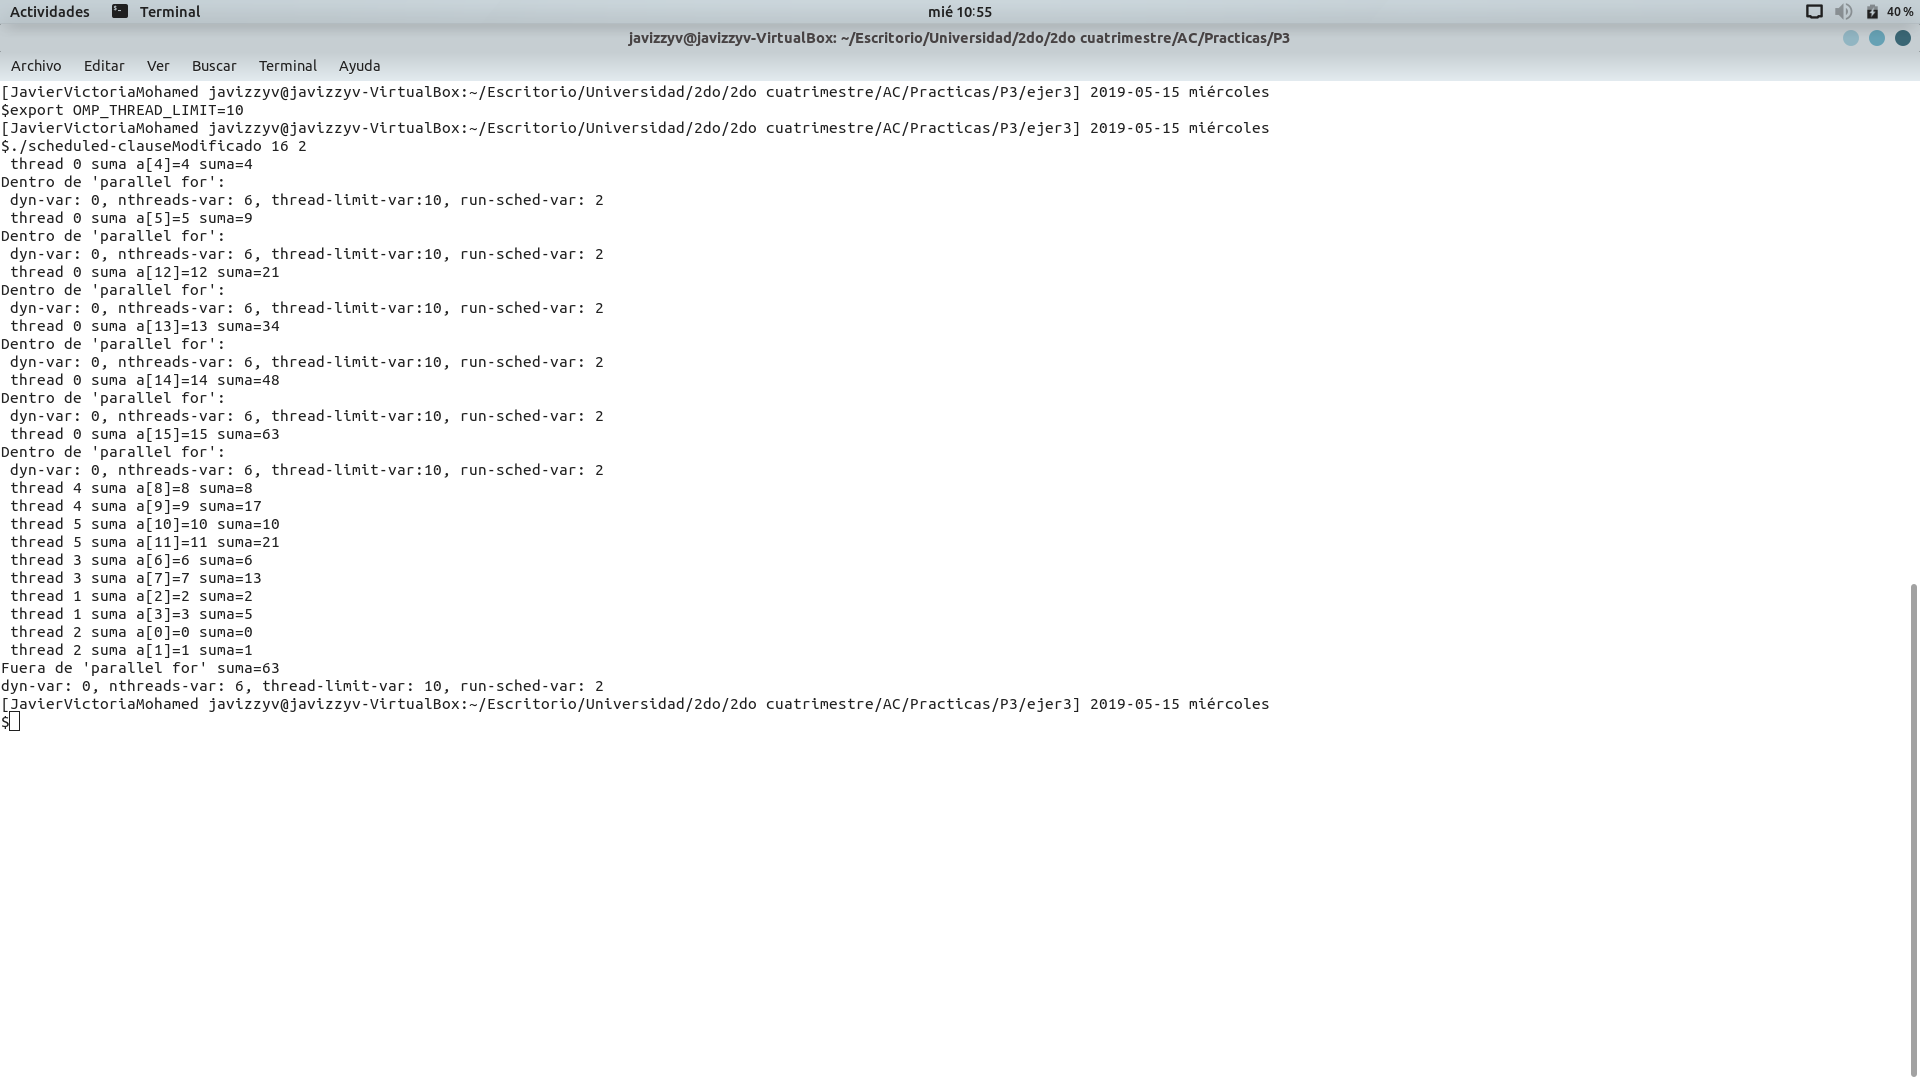 Actividades Terminal mié 10:55 40 %
javizzyv@javizzyv-VirtualBox: ~/Escritorio/Universidad/2do/2do cuatrimestre/AC/Practicas/P3
Archivo Editar Ver Buscar Terminal Ayuda
[JavierVictoriaMohamed javizzyv@javizzyv-VirtualBox:~/Escritorio/Universidad/2do/2do cuatrimestre/AC/Practicas/P3/ejer3] 2019-05-15 miércoles
$export OMP_THREAD_LIMIT=10
[JavierVictoriaMohamed javizzyv@javizzyv-VirtualBox:~/Escritorio/Universidad/2do/2do cuatrimestre/AC/Practicas/P3/ejer3] 2019-05-15 miércoles
$./scheduled-clauseModificado 16 2
 thread 0 suma a[4]=4 suma=4
Dentro de 'parallel for':
 dyn-var: 0, nthreads-var: 6, thread-limit-var:10, run-sched-var: 2
 thread 0 suma a[5]=5 suma=9
Dentro de 'parallel for':
 dyn-var: 0, nthreads-var: 6, thread-limit-var:10, run-sched-var: 2
 thread 0 suma a[12]=12 suma=21
Dentro de 'parallel for':
 dyn-var: 0, nthreads-var: 6, thread-limit-var:10, run-sched-var: 2
 thread 0 suma a[13]=13 suma=34
Dentro de 'parallel for':
 dyn-var: 0, nthreads-var: 6, thread-limit-var:10, run-sched-var: 2
 thread 0 suma a[14]=14 suma=48
Dentro de 'parallel for':
 dyn-var: 0, nthreads-var: 6, thread-limit-var:10, run-sched-var: 2
 thread 0 suma a[15]=15 suma=63
Dentro de 'parallel for':
 dyn-var: 0, nthreads-var: 6, thread-limit-var:10, run-sched-var: 2
 thread 4 suma a[8]=8 suma=8
 thread 4 suma a[9]=9 suma=17
 thread 5 suma a[10]=10 suma=10
 thread 5 suma a[11]=11 suma=21
 thread 3 suma a[6]=6 suma=6
 thread 3 suma a[7]=7 suma=13
 thread 1 suma a[2]=2 suma=2
 thread 1 suma a[3]=3 suma=5
 thread 2 suma a[0]=0 suma=0
 thread 2 suma a[1]=1 suma=1
Fuera de 'parallel for' suma=63
dyn-var: 0, nthreads-var: 6, thread-limit-var: 10, run-sched-var: 2
[JavierVictoriaMohamed javizzyv@javizzyv-VirtualBox:~/Escritorio/Universidad/2do/2do cuatrimestre/AC/Practicas/P3/ejer3] 2019-05-15 miércoles
$